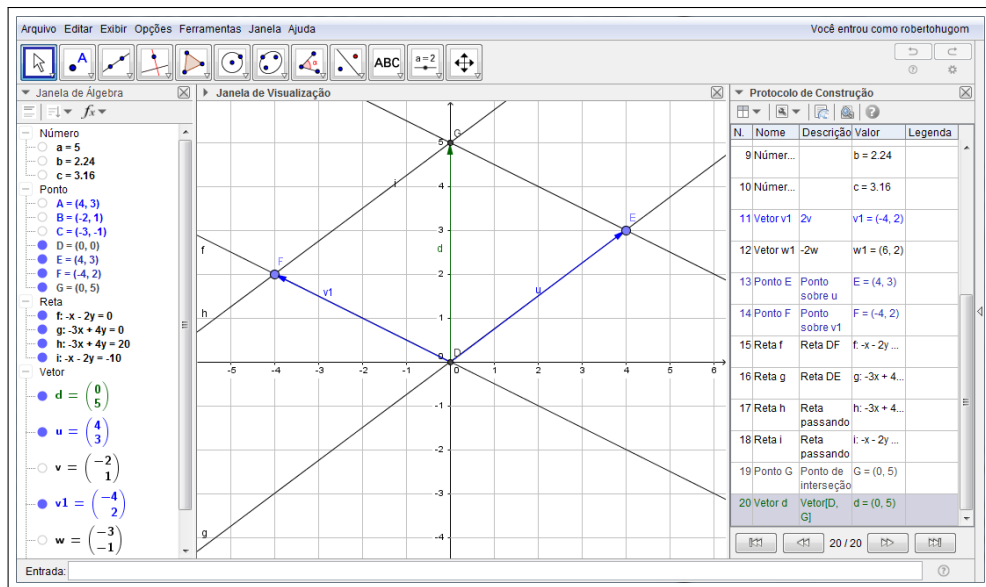 Arquivo Editar Exibir Opções Ferramentas Janela Ajuda
Você entrou como robertohugom
ABC
a=2
Janela de Álgebra
Janela de Visualização
Protocolo de Construção
fx
Número
a = 5
b = 2.24
c = 3.16
Ponto
A = (4, 3)
B = (-2, 1)
C = (-3, -1)
D = (0, 0)
E = (4, 3)
F = (-4, 2)
G = (0, 5)
Reta
f: -x - 2y = 0
g: -3x + 4y = 0
h: -3x + 4y = 20
i: -x - 2y = -10
Vetor
d = (0 5)
u = (4 3)
v = (-2 1)
v1 = (-4 2)
w = (-3 -1)
G
5
i
4
E
3
f
d
F
2
v1
u
h
1
0 D
-5 -4 -3 -2 -1 0 1 2 3 4 5 6
-1
-2
-3
g
-4
N. Nome Descrição Valor Legenda
9 Númer... b = 2.24
10 Númer... c = 3.16
11 Vetor v1 2v v1 = (-4, 2)
12 Vetor w1 -2w w1 = (6, 2)
13 Ponto E Ponto E = (4, 3)
sobre u
14 Ponto F Ponto F = (-4, 2)
sobre v1
15 Reta f Reta DF f: -x - 2y ...
16 Reta g Reta DE g: -3x + 4...
17 Reta h Reta h: -3x + 4...
passando
18 Reta i Reta i: -x - 2y ...
passando
19 Ponto G Ponto de G = (0, 5)
interseção
20 Vetor d Vetor[D, d = (0, 5)
G]
20 / 20
Entrada: